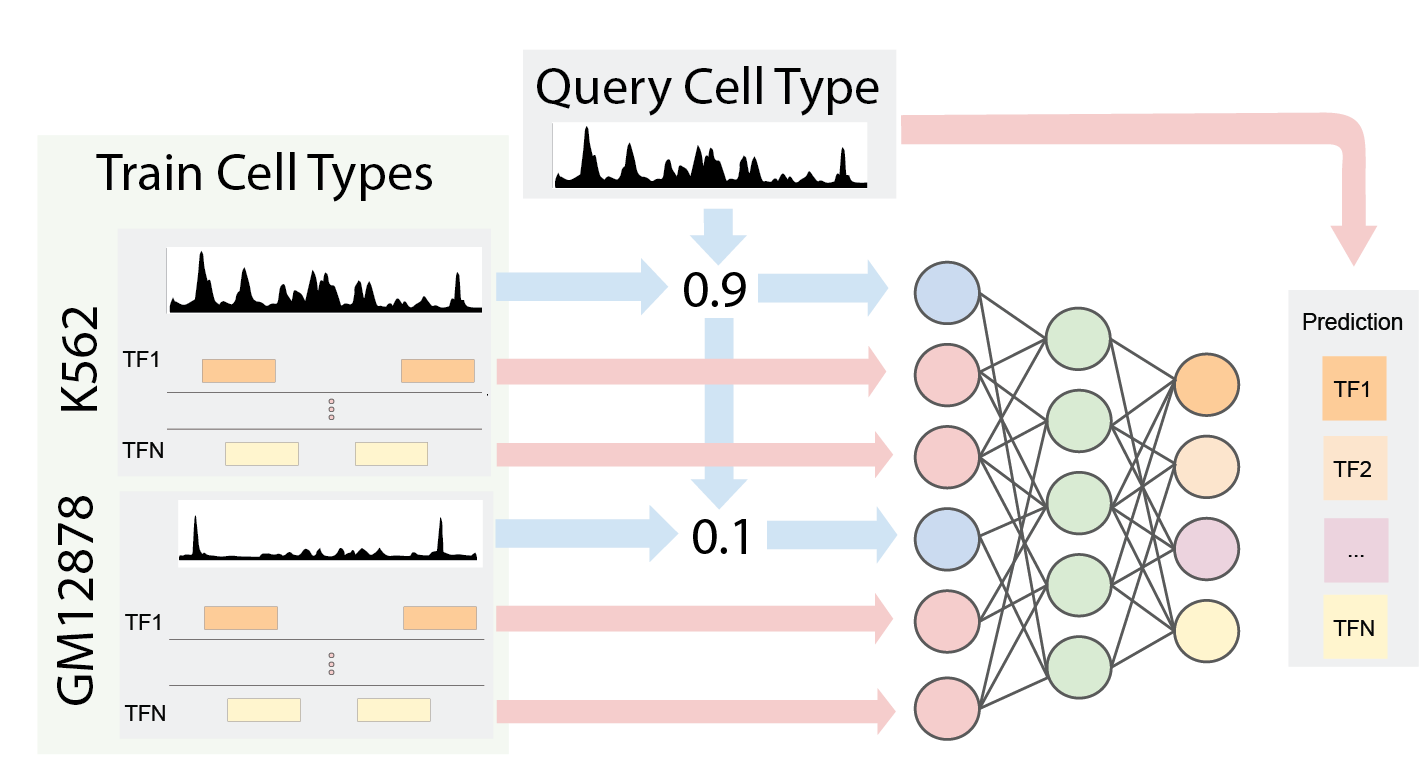 Query Cell Type
Train Cell Types
K562
TF1
TFN
GM12878
TF1
TFN
0.9
0.1
Prediction
TF1
TF2
...
TFN